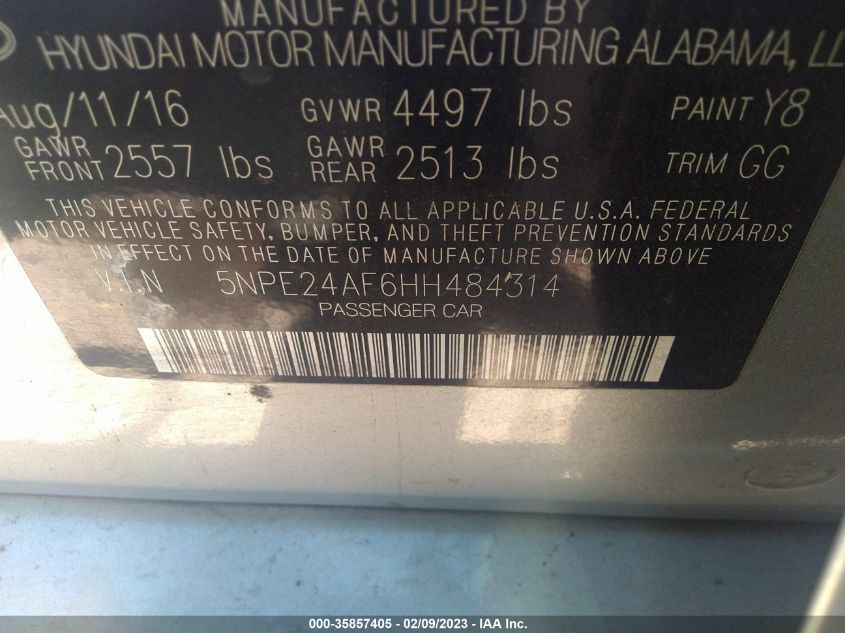 MANUFACTURED BY
HYUNDAI MOTOR MANUFACTURING ALABAMA, LL
Aug/11/16 GVWR 4497 lbs PAINT Y8
GAWR FRONT 2557 lbs GAWR REAR 2513 lbs TRIM GG
THIS VEHICLE CONFORMS TO ALL APPLICABLE U.S.A. FEDERAL
MOTOR VEHICLE SAFETY, BUMPER, AND THEFT PREVENTION STANDARDS
IN EFFECT ON THE DATE OF MANUFACTURE SHOWN ABOVE
V.I.N 5NPE24AF6HH484314
PASSENGER CAR
000-35857405 - 02/09/2023 - IAA Inc.